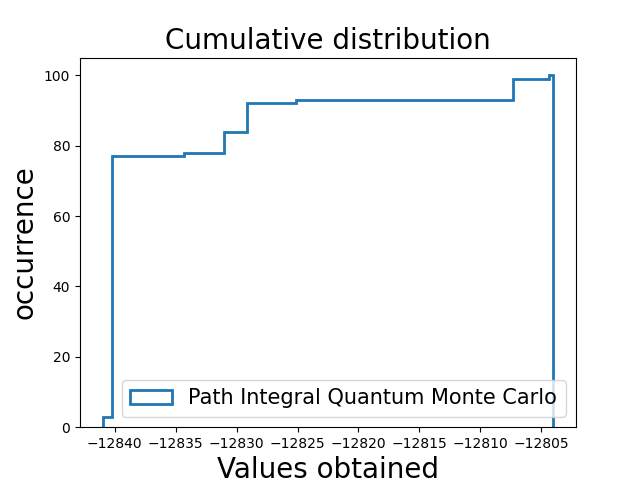 Cumulative distribution
occurrence
100
80
60
40
20
0
Path Integral Quantum Monte Carlo
−12840 −12835 −12830 −12825 −12820 −12815 −12810 −12805
Values obtained